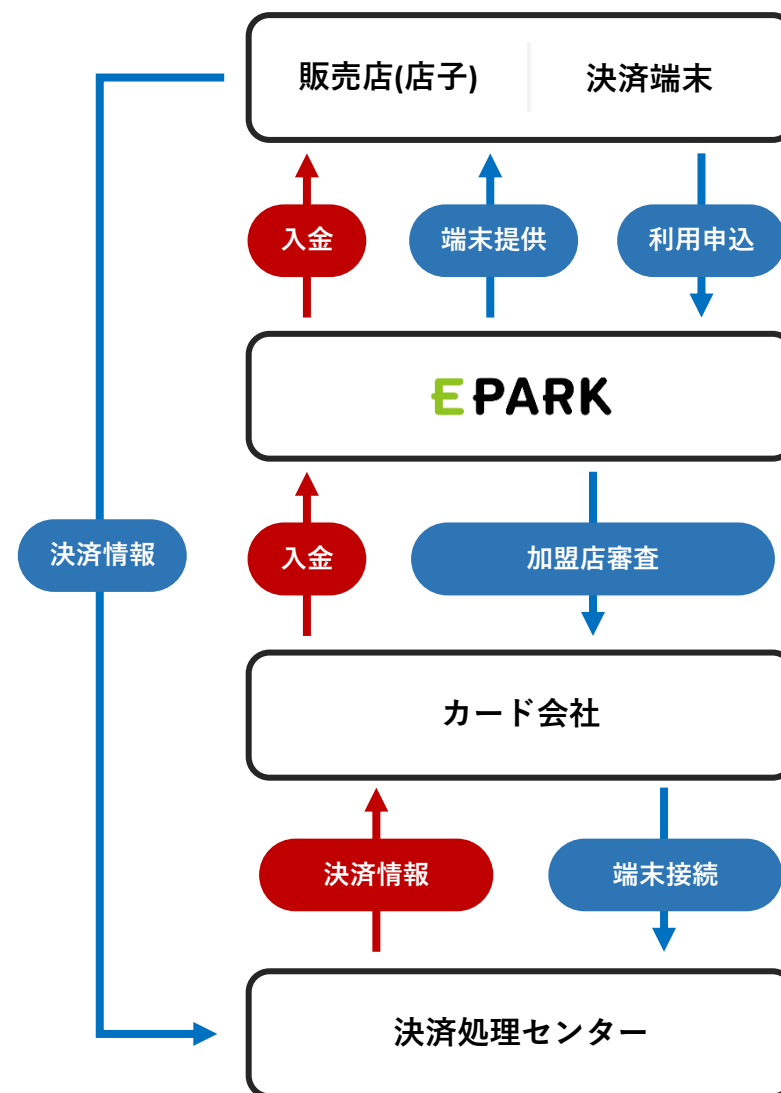 販売店(店子) 決済端末
入金 端末提供 利用申込
EPARK
決済情報 入金 加盟店審査
カード会社
決済情報 端末接続
決済処理センター